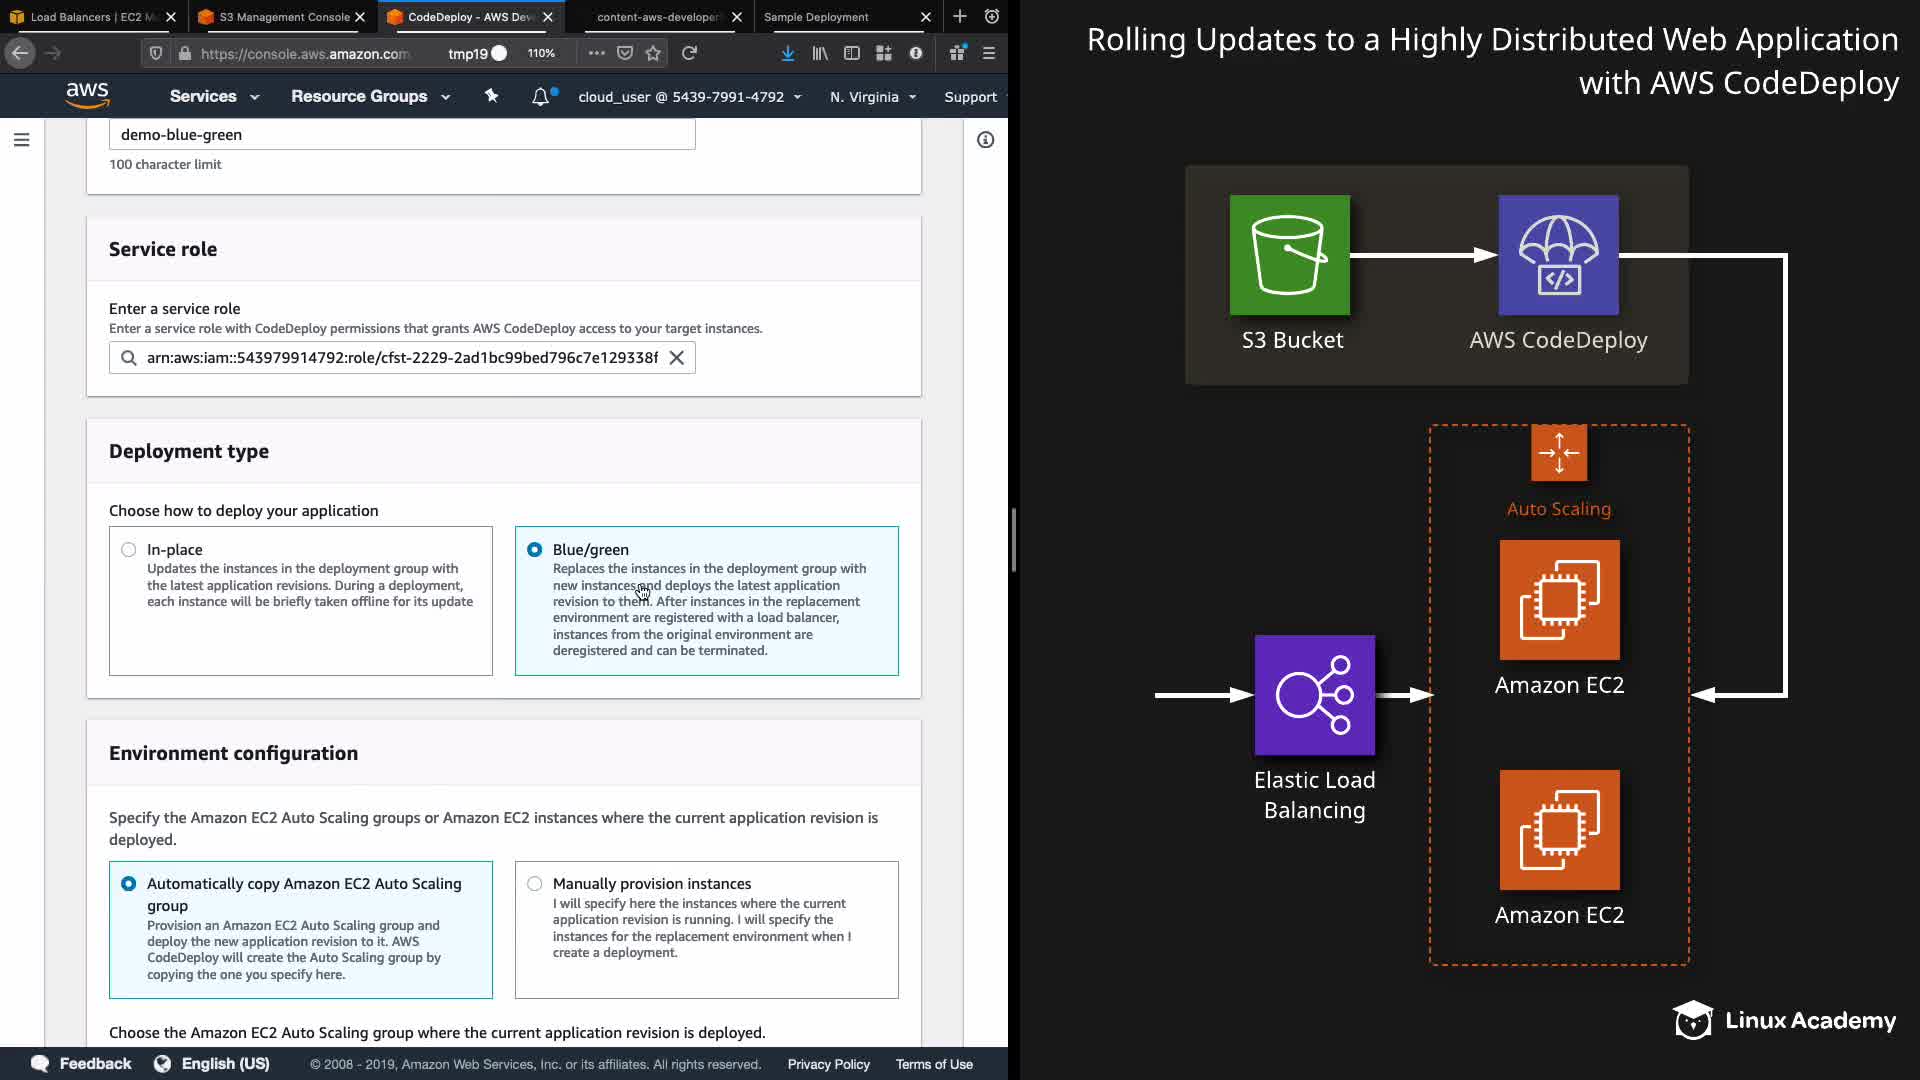 Load Balancers | EC2 M
S3 Management Console
CodeDeploy - AWS Dev
content-aws-developer
Sample Deployment
https://console.aws.amazon.com
tmp19
110%
aws
Services
Resource Groups
cloud_user @ 5439-7991-4792
N. Virginia
Support
demo-blue-green
100 character limit
Service role
Enter a service role
Enter a service role with CodeDeploy permissions that grants AWS CodeDeploy access to your target instances.
arn:aws:iam::543979914792:role/cfst-2229-2ad1bc99bed796c7e129338f
Deployment type
Choose how to deploy your application
In-place
Updates the instances in the deployment group with
the latest application revisions. During a deployment,
each instance will be briefly taken offline for its update
Blue/green
Replaces the instances in the deployment group with
new instances and deploys the latest application
revision to them. After instances in the replacement
environment are registered with a load balancer,
instances from the original environment are
deregistered and can be terminated.
Environment configuration
Specify the Amazon EC2 Auto Scaling groups or Amazon EC2 instances where the current application revision is
deployed.
Automatically copy Amazon EC2 Auto Scaling
group
Provision an Amazon EC2 Auto Scaling group and
deploy the new application revision to it. AWS
CodeDeploy will create the Auto Scaling group by
copying the one you specify here.
Manually provision instances
I will specify here the instances where the current
application revision is running. I will specify the
instances for the replacement environment when I
create a deployment.
Choose the Amazon EC2 Auto Scaling group where the current application revision is deployed.
Feedback
English (US)
© 2008 - 2019, Amazon Web Services, Inc. or its affiliates. All rights reserved.
Privacy Policy
Terms of Use
Rolling Updates to a Highly Distributed Web Application
with AWS CodeDeploy
S3 Bucket
AWS CodeDeploy
Auto Scaling
Amazon EC2
Elastic Load
Balancing
Amazon EC2
Linux Academy